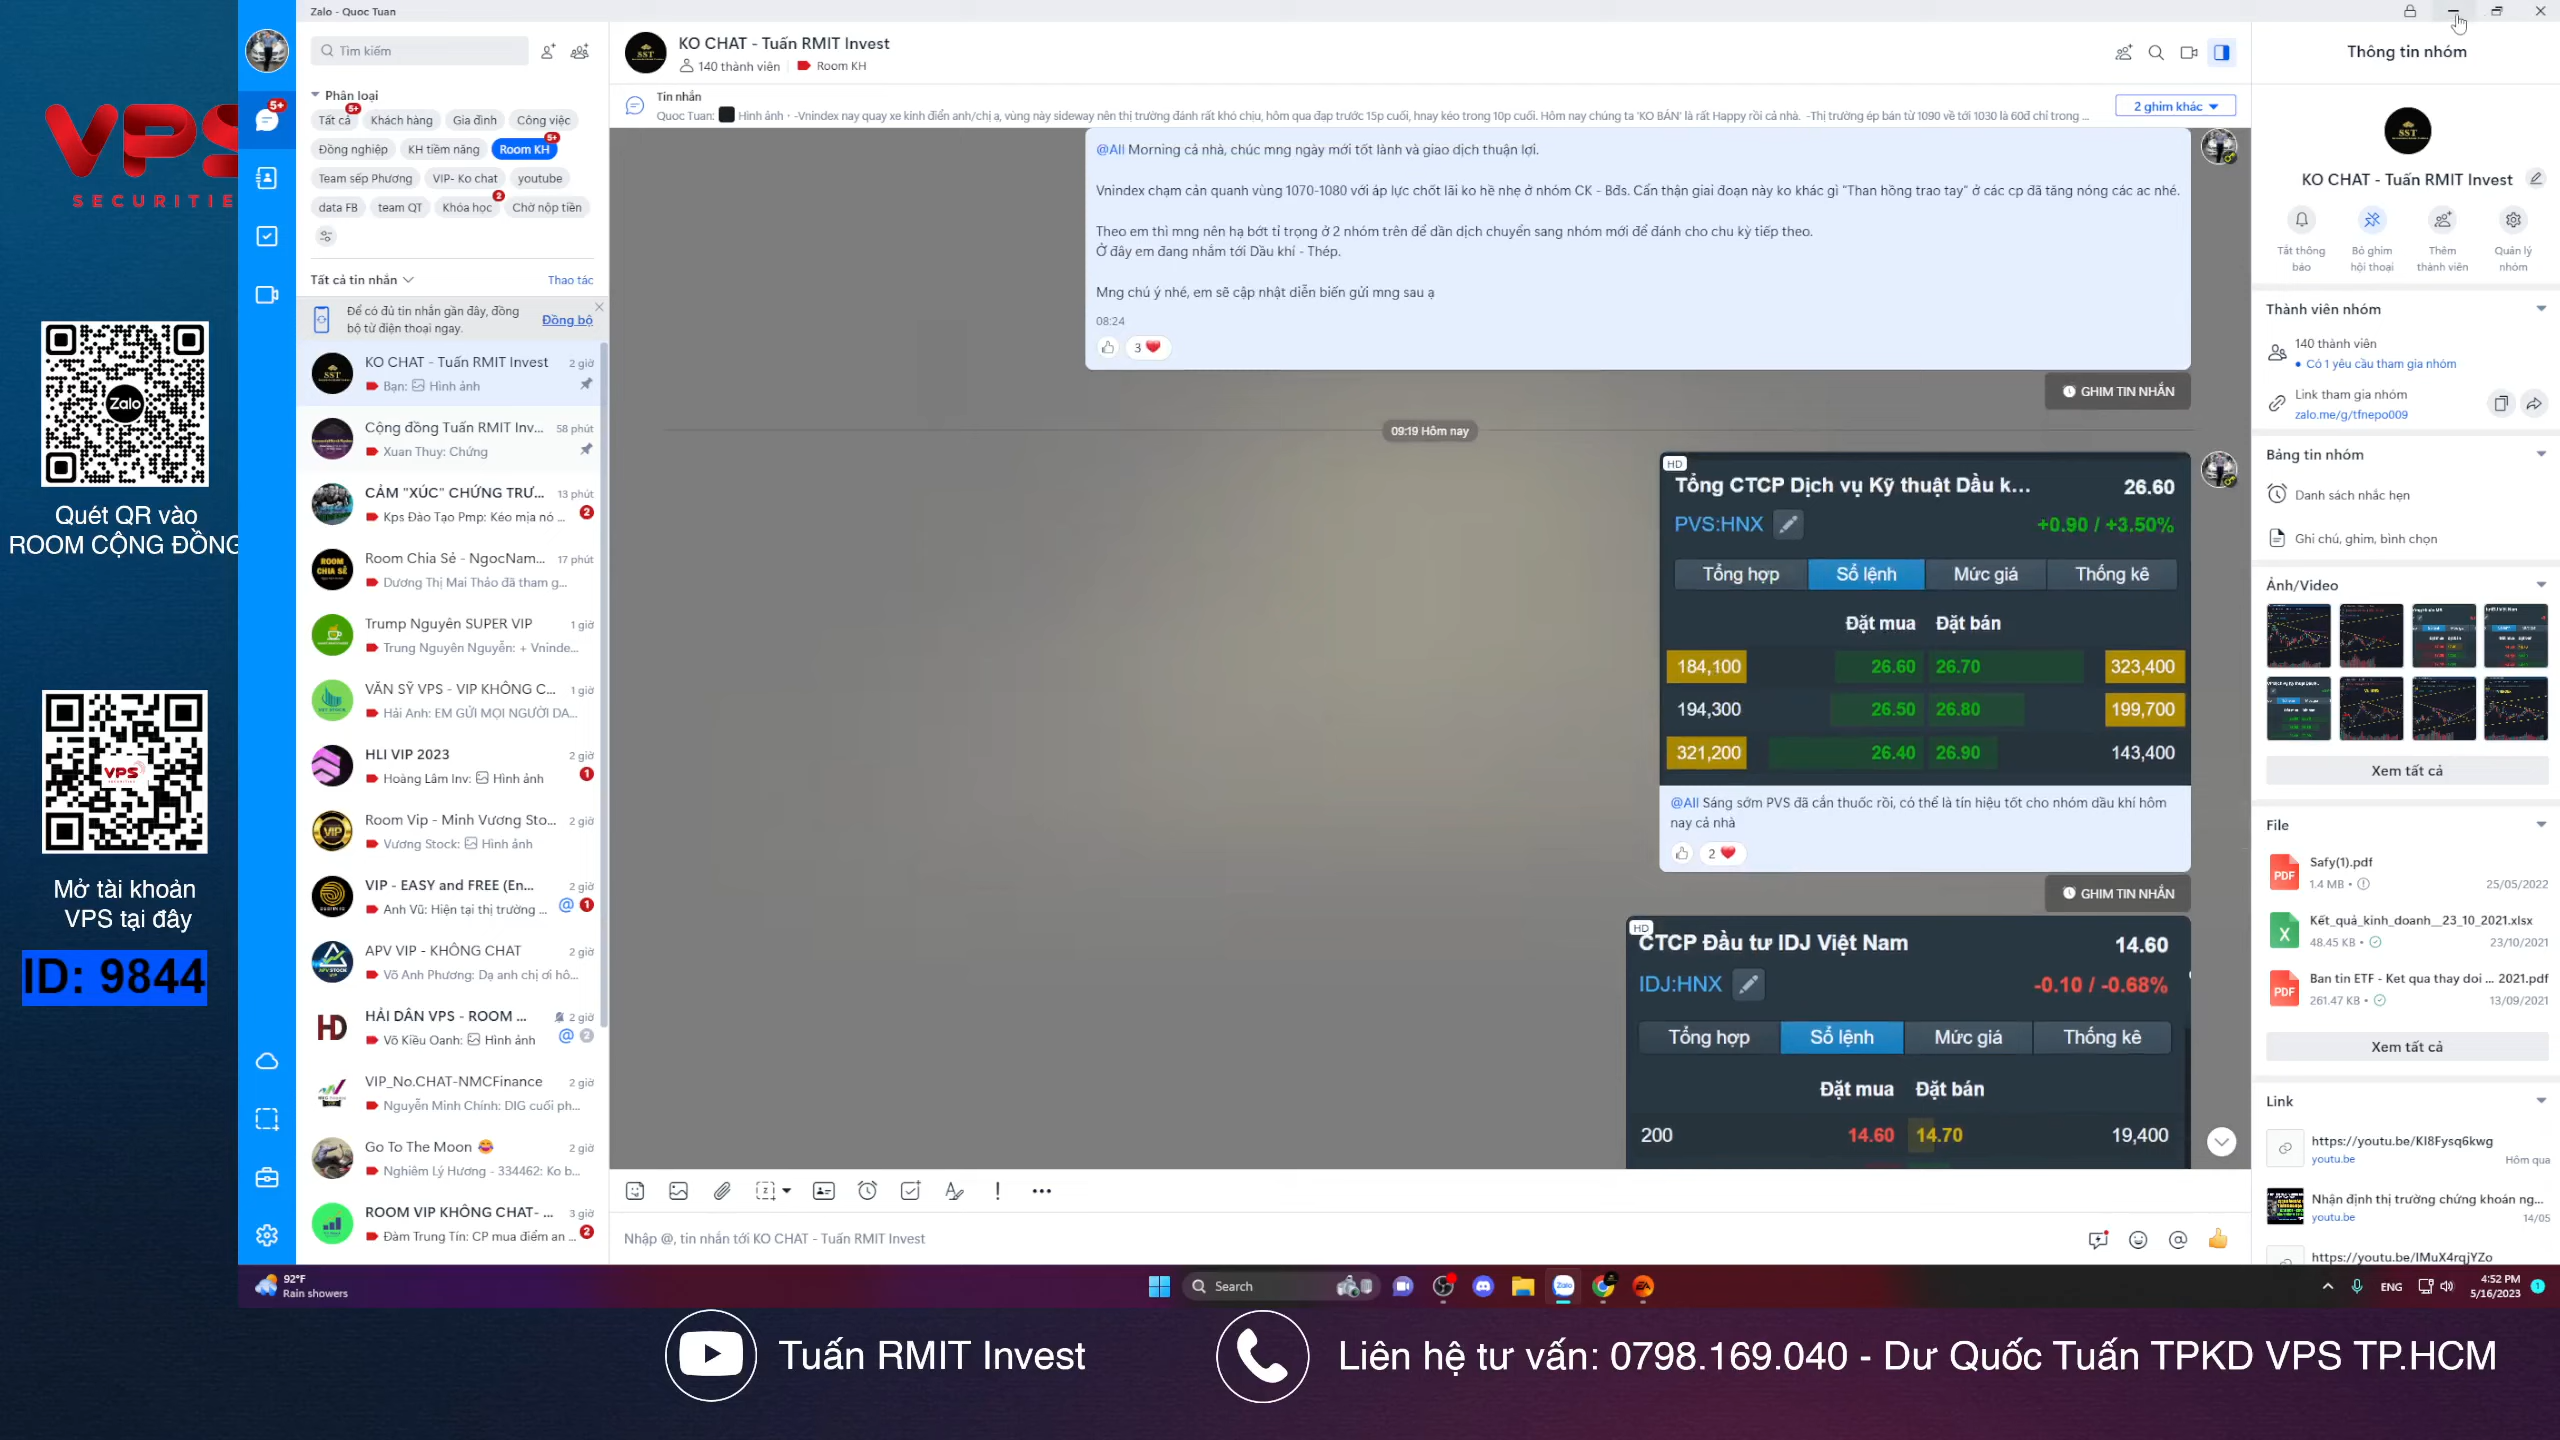 Zalo - Quoc Tuan
VPS
SECURITIE
Zalo
Quét QR vào
ROOM CỘNG ĐỒNG
VPS
Mở tài khoản
VPS tại đây
ID: 9844
5+
Tìm kiếm
Phân loại
5+
Tất cả
Khách hàng
Gia đình
Công việc
Đồng nghiệp
KH tiềm năng
Room KH
5+
Team sếp Phương
VIP- Ko chat
youtube
data FB
team QT
Khóa học
2
Chờ nộp tiền
Tất cả tin nhắn
Thao tác
Để có đủ tin nhắn gần đây, đồng
bộ từ điện thoại ngay.
Đồng bộ
KO CHAT - Tuấn RMIT Invest
2 giờ
Bạn: Hình ảnh
Cộng đồng Tuấn RMIT Inv...
58 phút
Xuan Thuy: Chứng
CẢM "XÚC" CHỨNG TRƯ...
13 phút
Kps Đào Tạo Pmp: Kéo mịa nó ...
2
ROOM
CHIA SẺ
Room Chia Sẻ - NgocNam...
17 phút
Dương Thị Mai Thảo đã tham g...
Trump Nguyên SUPER VIP
1 giờ
Trung Nguyên Nguyễn: + Vninde...
VĂN SỸ VPS - VIP KHÔNG C...
1 giờ
Hải Anh: EM GỬI MỌI NGƯỜI DA...
HLI VIP 2023
2 giờ
Hoàng Lâm Inv: Hình ảnh
1
VIP
Room Vip - Minh Vương Sto...
2 giờ
Vương Stock: Hình ảnh
VIP - EASY and FREE (En...
2 giờ
Anh Vũ: Hiện tại thị trường ...
@ 1
APV VIP - KHÔNG CHAT
2 giờ
Võ Anh Phương: Dạ anh chị ơi hô...
HD
HẢI DÂN VPS - ROOM ...
2 giờ
Võ Kiều Oanh: Hình ảnh
@ 2
VIP_No.CHAT-NMCFinance
2 giờ
Nguyễn Minh Chính: DIG cuối ph...
Go To The Moon
2 giờ
Nghiêm Lý Hương - 334462: Ko b...
ROOM VIP KHÔNG CHAT- ...
3 giờ
Đàm Trung Tín: CP mua điểm an ...
2
SST
KO CHAT - Tuấn RMIT Invest
140 thành viên
Room KH
Tin nhắn
Quoc Tuan: Hình ảnh · -Vnindex nay quay xe kinh điển anh/chị ạ, vùng này sideway nên thị trường đánh rất khó chịu, hôm qua đạp trước 15p cuối, hnay kéo trong 10p cuối. Hôm nay chúng ta 'KO BÁN' là rất Happy rồi cả nhà. -Thị trường ép bán từ 1090 về tới 1030 là 60đ chỉ trong ...
2 ghim khác
@All Morning cả nhà, chúc mng ngày mới tốt lành và giao dịch thuận lợi.
Vnindex chạm cản quanh vùng 1070-1080 với áp lực chốt lãi ko hề nhẹ ở nhóm CK - Bđs. Cẩn thận giai đoạn này ko khác gì "Than hồng trao tay" ở các cp đã tăng nóng các ac nhé.
Theo em thì mng nên hạ bớt tỉ trọng ở 2 nhóm trên để dần dịch chuyển sang nhóm mới để đánh cho chu kỳ tiếp theo.
Ở đây em đang nhắm tới Dầu khí - Thép.
Mng chú ý nhé, em sẽ cập nhật diễn biến gửi mng sau ạ
08:24
3
GHIM TIN NHẮN
09:19 Hôm nay
HD
Tổng CTCP Dịch vụ Kỹ thuật Dầu k...
26.60
PVS:HNX
+0.90 / +3.50%
Tổng hợp
Sổ lệnh
Mức giá
Thống kê
Đặt mua
Đặt bán
184,100
26.60
26.70
323,400
194,300
26.50
26.80
199,700
321,200
26.40
26.90
143,400
@All Sáng sớm PVS đã cắn thuốc rồi, có thể là tín hiệu tốt cho nhóm dầu khí hôm
nay cả nhà
2
GHIM TIN NHẮN
HD
CTCP Đầu tư IDJ Việt Nam
14.60
IDJ:HNX
-0.10 / -0.68%
Tổng hợp
Sổ lệnh
Mức giá
Thống kê
Đặt mua
Đặt bán
200
14.60
14.70
19,400
Nhập @, tin nhắn tới KO CHAT - Tuấn RMIT Invest
Thông tin nhóm
SST
KO CHAT - Tuấn RMIT Invest
Tắt thông
báo
Bỏ ghim
hội thoại
Thêm
thành viên
Quản lý
nhóm
Thành viên nhóm
140 thành viên
Có 1 yêu cầu tham gia nhóm
Link tham gia nhóm
zalo.me/g/tfnepo009
Bảng tin nhóm
Danh sách nhắc hẹn
Ghi chú, ghim, bình chọn
Ảnh/Video
Xem tất cả
File
PDF
Safy(1).pdf
1.4 MB
25/05/2022
X
Kết_quả_kinh_doanh__23_10_2021.xlsx
48.45 KB
23/10/2021
PDF
Ban tin ETF - Ket qua thay doi ... 2021.pdf
261.47 KB
13/09/2021
Xem tất cả
Link
https://youtu.be/KI8Fysq6kwg
youtu.be
Hôm qua
Nhận định thị trường chứng khoán ng...
youtu.be
14/05
https://youtu.be/IMuX4rqjYZo
92°F
Rain showers
Search
ENG
4:52 PM
5/16/2023
1
Tuấn RMIT Invest
Liên hệ tư vấn: 0798.169.040 - Dư Quốc Tuấn TPKD VPS TP.HCM